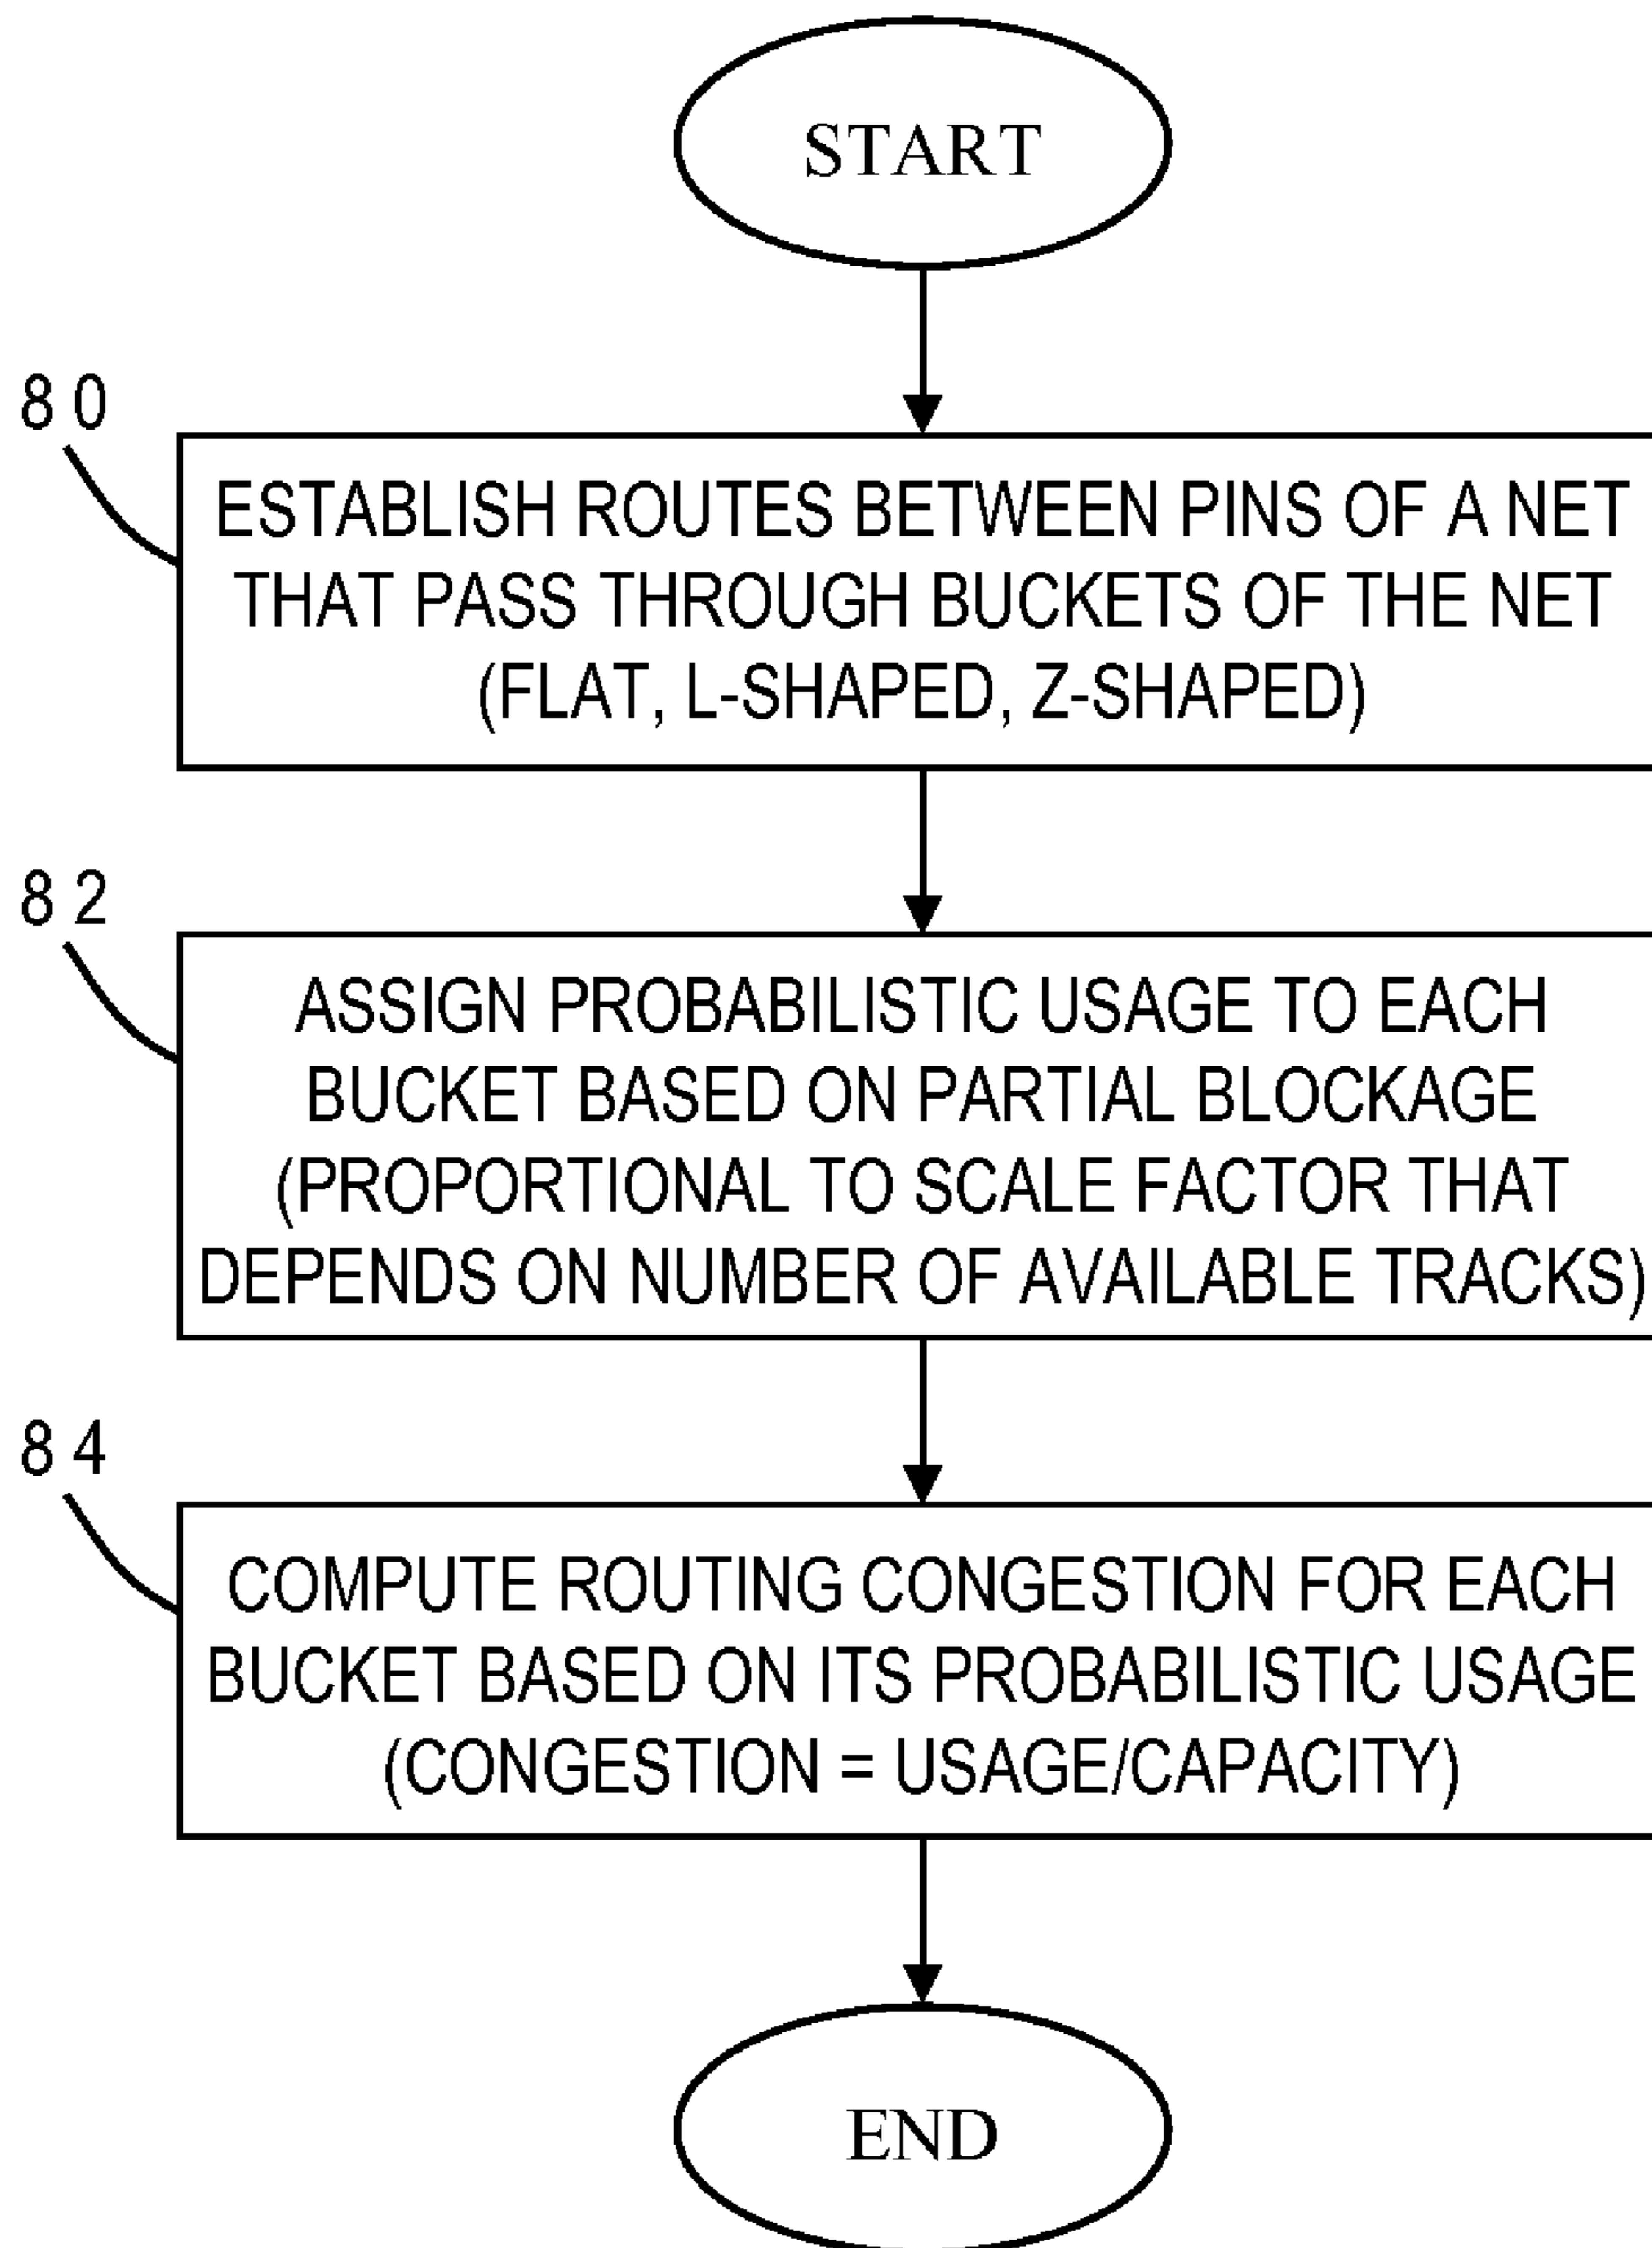 START
80
ESTABLISH ROUTES BETWEEN PINS OF A NET
THAT PASS THROUGH BUCKETS OF THE NET
(FLAT, L-SHAPED, Z-SHAPED)
82
ASSIGN PROBABILISTIC USAGE TO EACH
BUCKET BASED ON PARTIAL BLOCKAGE
(PROPORTIONAL TO SCALE FACTOR THAT
DEPENDS ON NUMBER OF AVAILABLE TRACKS)
84
COMPUTE ROUTING CONGESTION FOR EACH
BUCKET BASED ON ITS PROBABILISTIC USAGE
(CONGESTION = USAGE/CAPACITY)
END